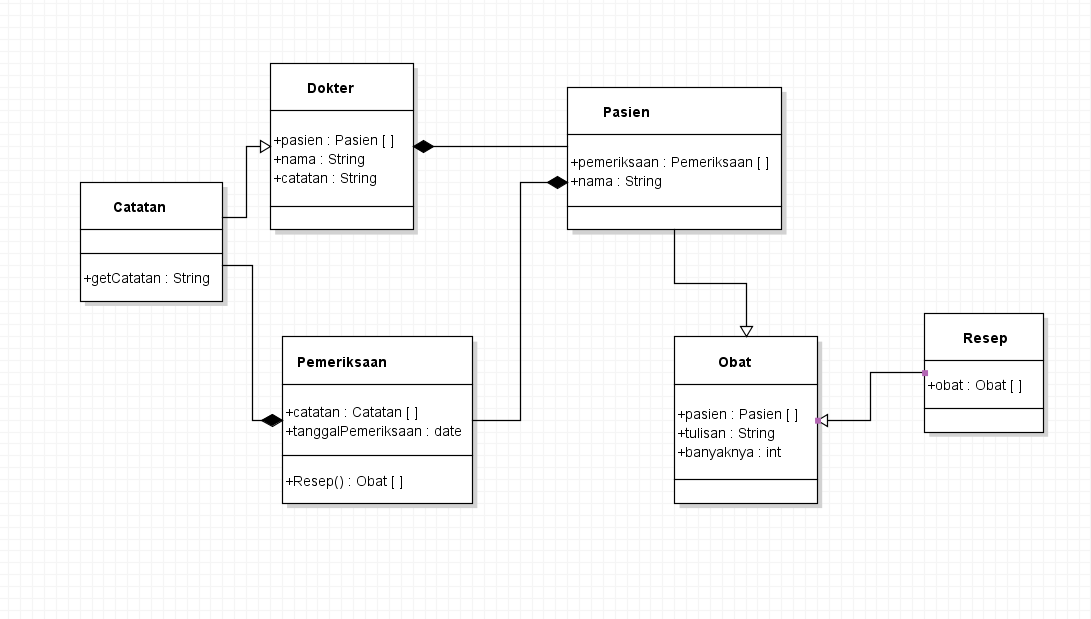 Dokter
+pasien : Pasien [ ]
+nama : String
+catatan : String
Pasien
+pemeriksaan : Pemeriksaan [ ]
+nama : String
Catatan
+getCatatan : String
Pemeriksaan
+catatan : Catatan [ ]
+tanggalPemeriksaan : date
+Resep() : Obat [ ]
Obat
+pasien : Pasien [ ]
+tulisan : String
+banyaknya : int
Resep
+obat : Obat [ ]